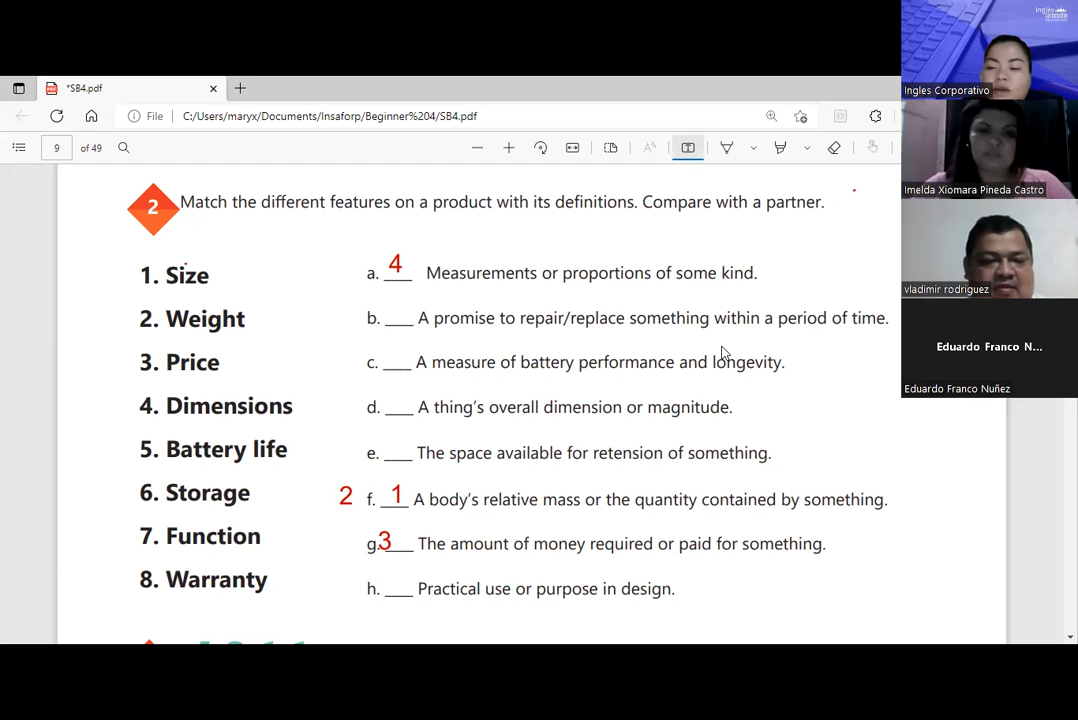 *SB4.pdf
File C:/Users/maryx/Documents/Insaforp/Beginner%204/SB4.pdf
9 of 49
2 Match the different features on a product with its definitions. Compare with a partner.
1. Size
2. Weight
3. Price
4. Dimensions
5. Battery life
6. Storage
7. Function
8. Warranty
a. 4 Measurements or proportions of some kind.
b. ___ A promise to repair/replace something within a period of time.
c. ___ A measure of battery performance and longevity.
d. ___ A thing's overall dimension or magnitude.
e. ___ The space available for retension of something.
2 f. 1 A body's relative mass or the quantity contained by something.
g. 3 The amount of money required or paid for something.
h. ___ Practical use or purpose in design.
Ingles Corporativo
Imelda Xiomara Pineda Castro
vladimir rodriguez
Eduardo Franco N...
Eduardo Franco Nuñez